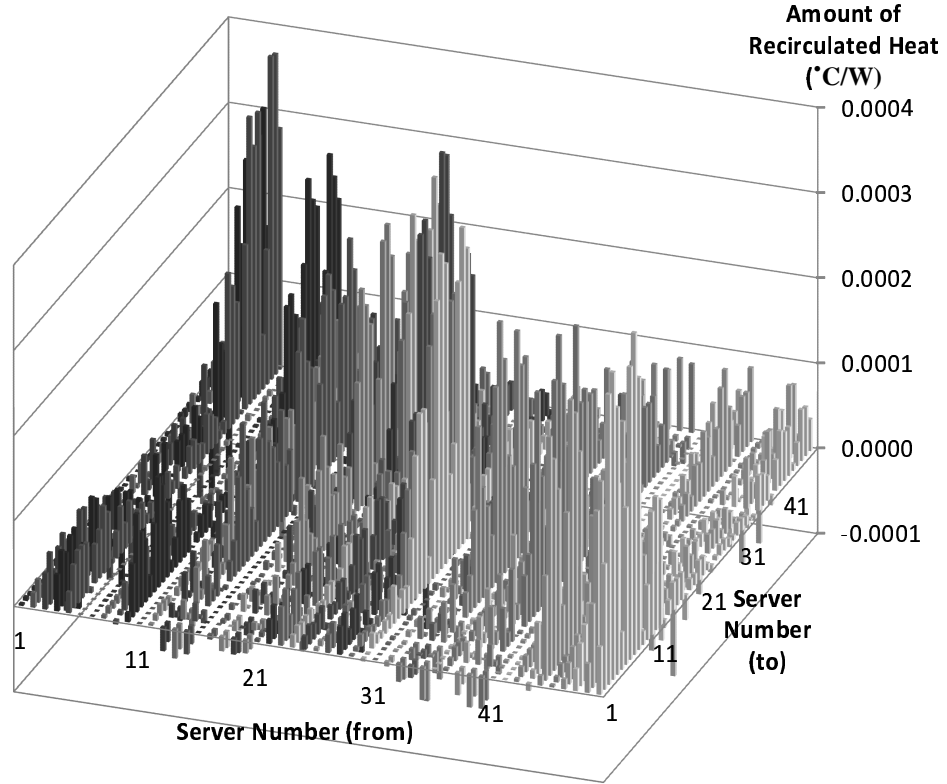 Amount of
Recirculated Heat
(˚C/W)
0.0004
0.0003
0.0002
0.0001
0.0000
-0.0001
41
31
21
11
1
Server
Number
(to)
1
11
21
31
41
Server Number (from)